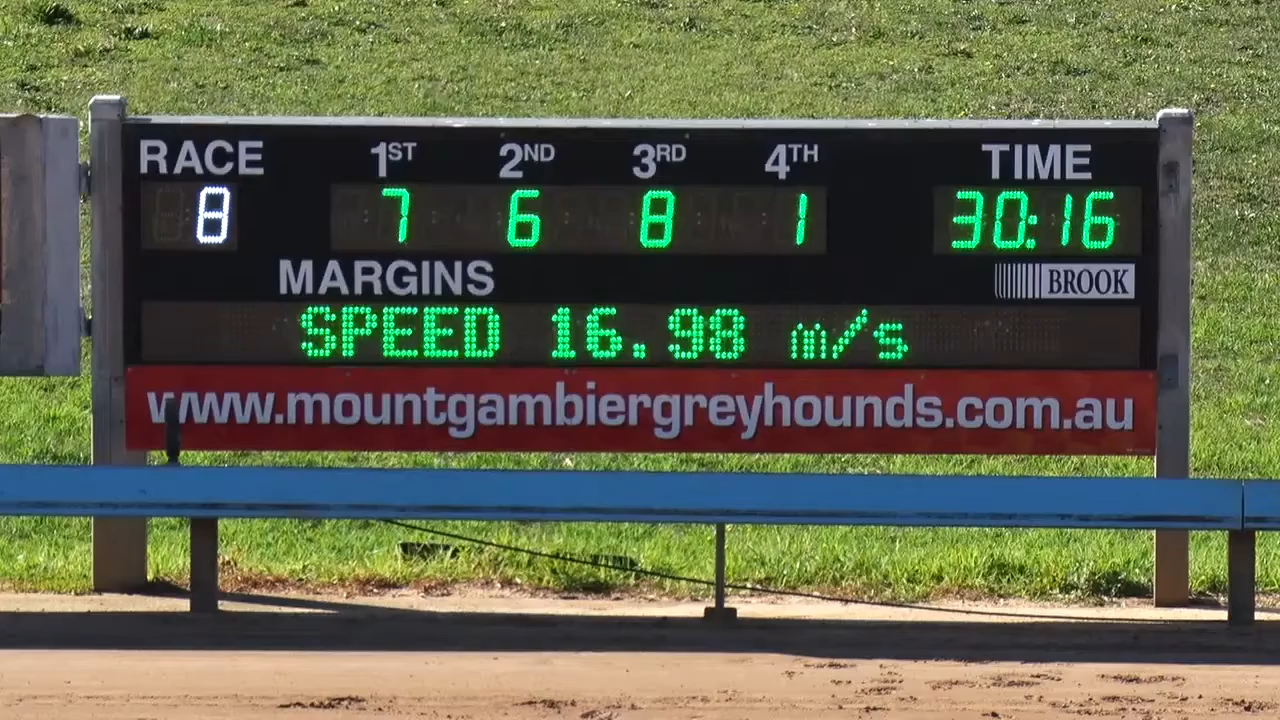 RACE 1ST 2ND 3RD 4TH TIME
8 7 6 8 1 30:16
MARGINS BROOK
SPEED 16.98 m/s
www.mountgambiergreyhounds.com.au